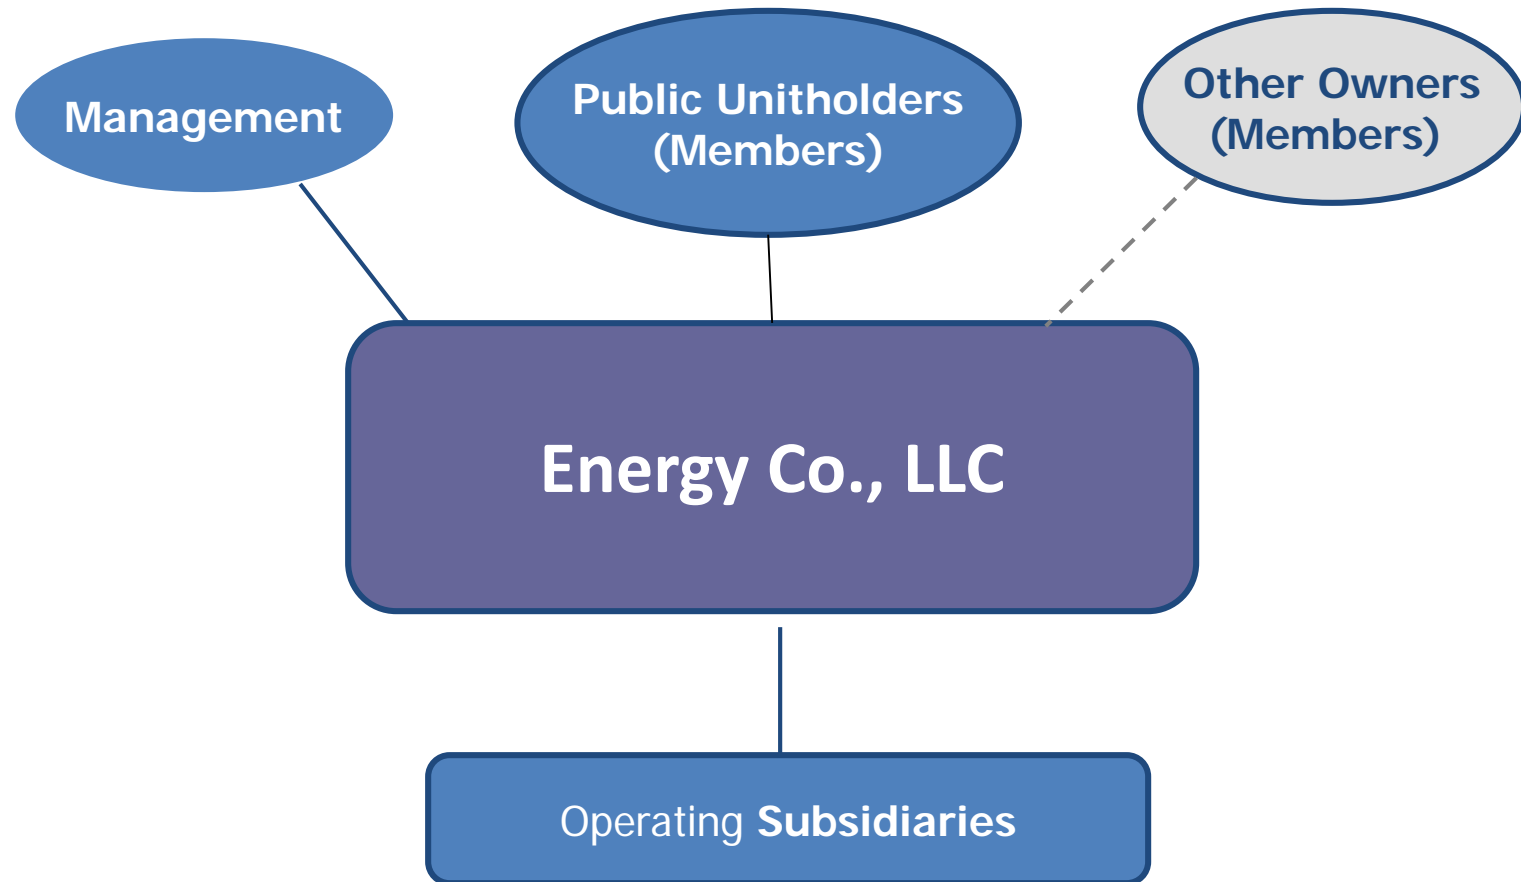 Management
Public Unitholders
(Members)
Other Owners
(Members)
Energy Co., LLC
Operating Subsidiaries